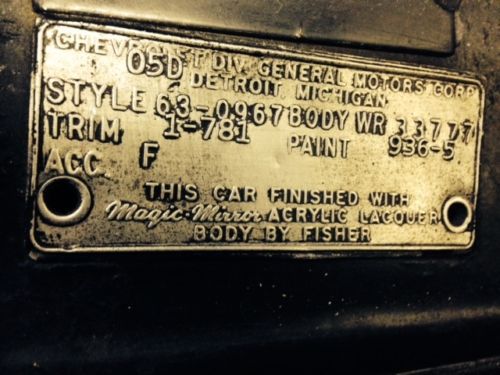 CHEVROLET DIV. GENERAL MOTORS CORP
05D DETROIT, MICHIGAN
STYLE 63-0967 BODY WR 33777
TRIM 1-781 PAINT 936-5
ACC. F
THIS CAR FINISHED WITH
Magic-Mirror ACRYLIC LACQUER
BODY BY FISHER